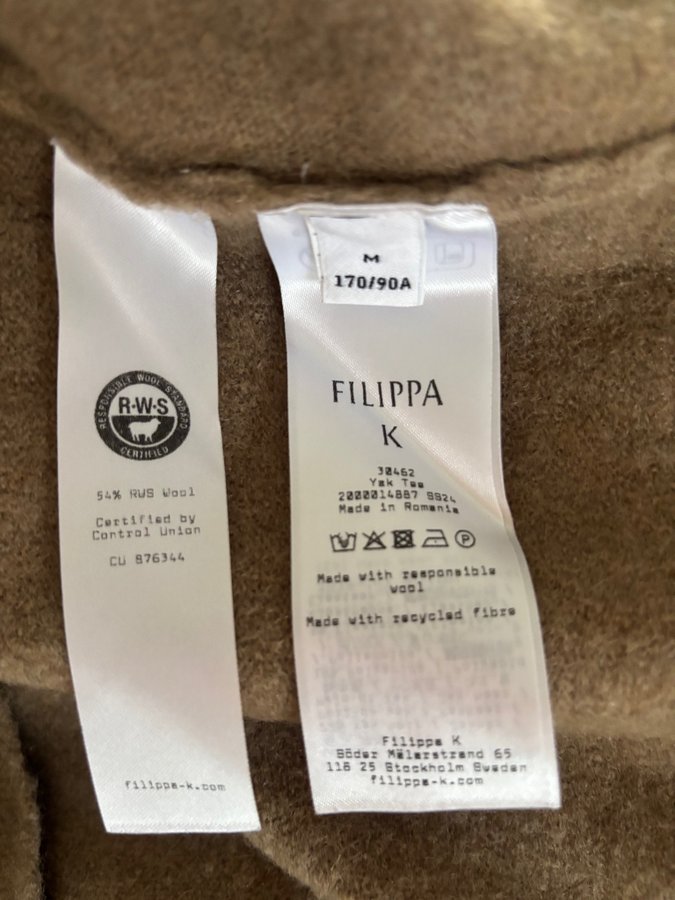 RESPONSIBLE WOOL STANDARD
R·W·S
CERTIFIED
54% RWS Wool
Certified by
Control Union
CU 876344
filippa-k.com
M
170/90A
FILIPPA
K
30462
Yak Tee
2000014887 9824
Made in Romania
Made with responsible
wool
Made with recycled fibre
Filippa K
Söder Mälarstrand 65
118 25 Stockholm Sweden
filippa-k.com